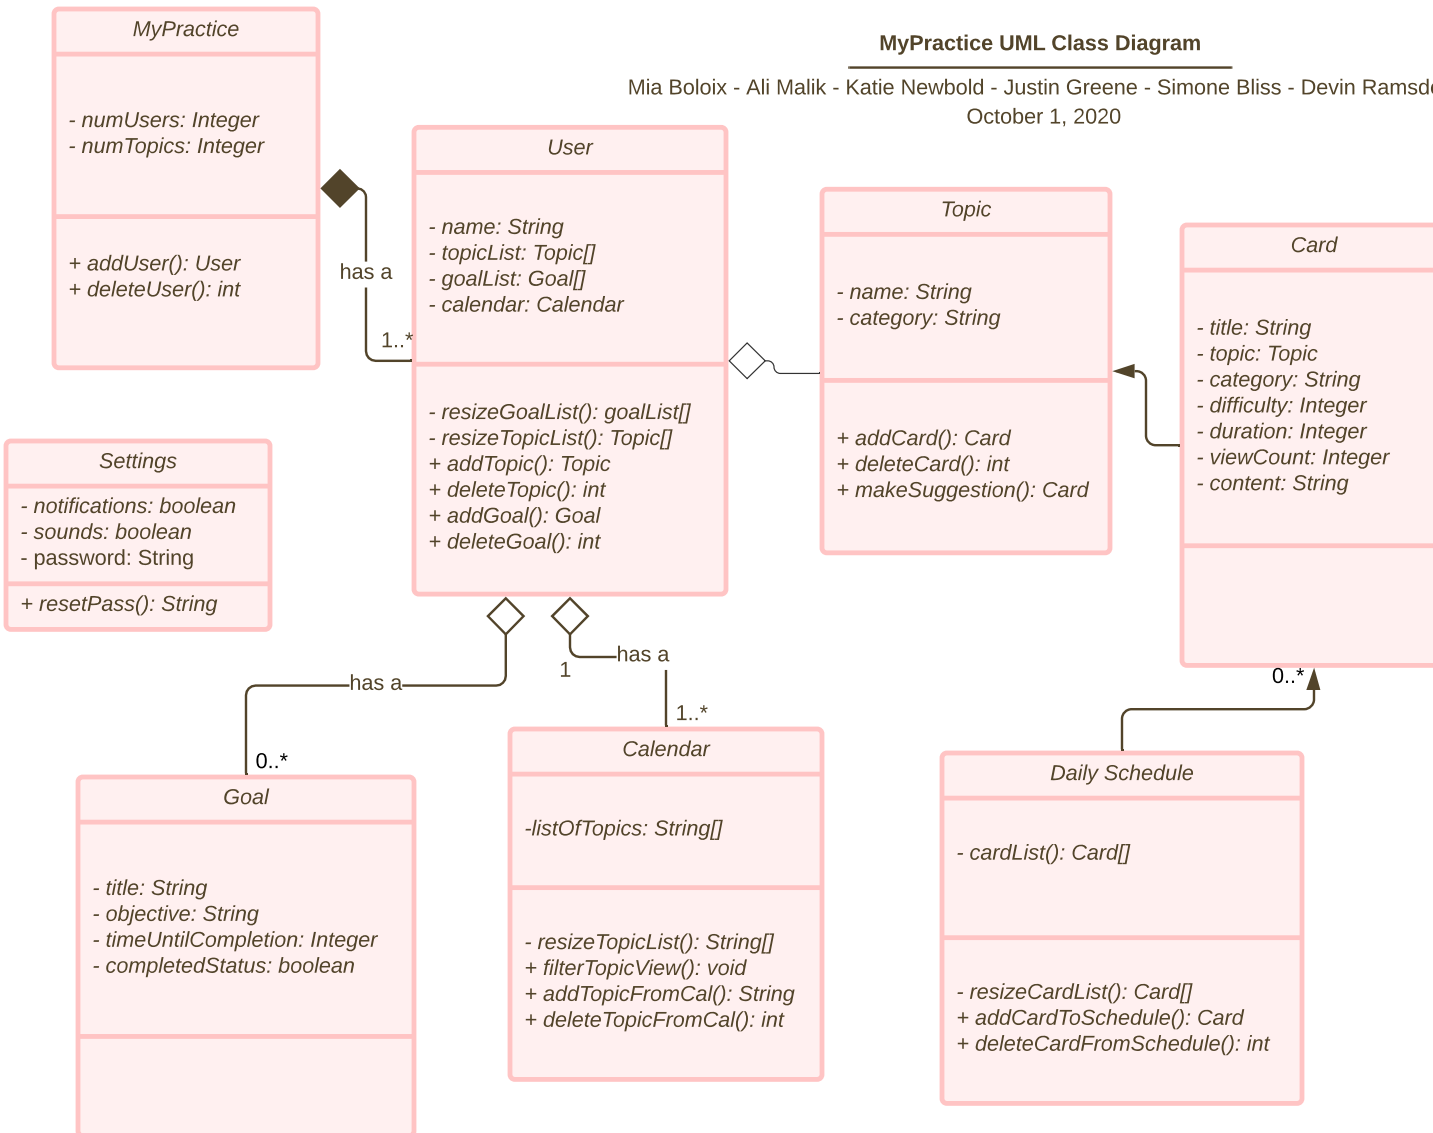 MyPractice UML Class Diagram
Mia Boloix - Ali Malik - Katie Newbold - Justin Greene - Simone Bliss - Devin Ramsde
October 1, 2020
MyPractice
- numUsers: Integer
- numTopics: Integer
+ addUser(): User
+ deleteUser(): int
has a
1..*
User
- name: String
- topicList: Topic[]
- goalList: Goal[]
- calendar: Calendar
- resizeGoalList(): goalList[]
- resizeTopicList(): Topic[]
+ addTopic(): Topic
+ deleteTopic(): int
+ addGoal(): Goal
+ deleteGoal(): int
Topic
- name: String
- category: String
+ addCard(): Card
+ deleteCard(): int
+ makeSuggestion(): Card
Card
- title: String
- topic: Topic
- category: String
- difficulty: Integer
- duration: Integer
- viewCount: Integer
- content: String
Settings
- notifications: boolean
- sounds: boolean
- password: String
+ resetPass(): String
has a
0..*
1
has a
1..*
0..*
Goal
- title: String
- objective: String
- timeUntilCompletion: Integer
- completedStatus: boolean
Calendar
-listOfTopics: String[]
- resizeTopicList(): String[]
+ filterTopicView(): void
+ addTopicFromCal(): String
+ deleteTopicFromCal(): int
Daily Schedule
- cardList(): Card[]
- resizeCardList(): Card[]
+ addCardToSchedule(): Card
+ deleteCardFromSchedule(): int